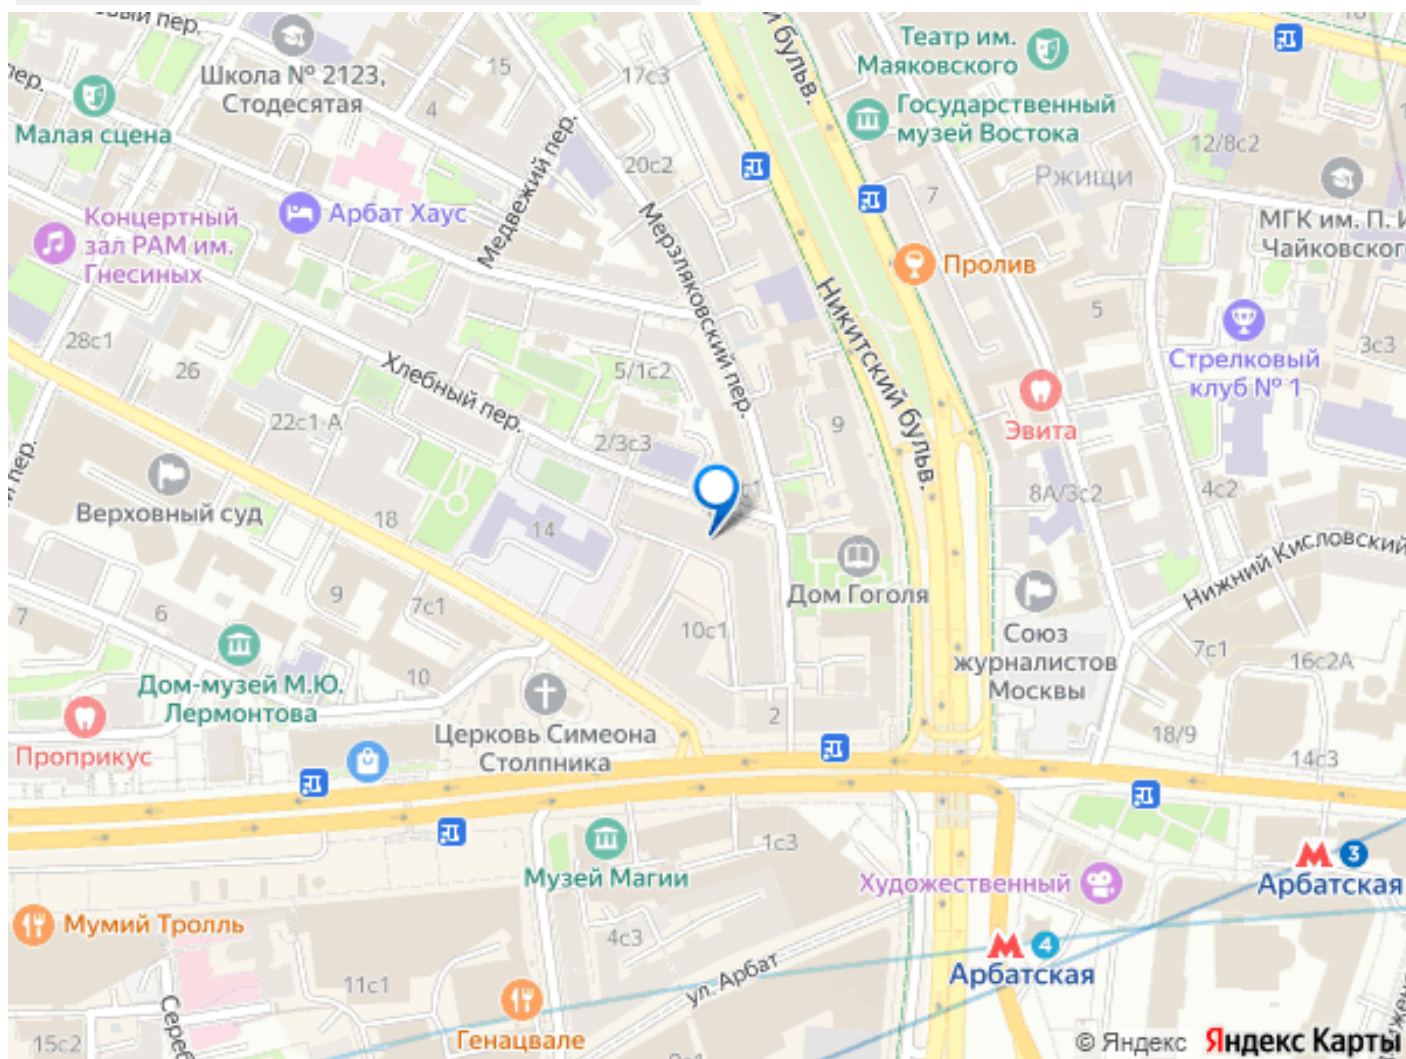 Школа № 2123,
Стодесятая
15
17с3
Театр им.
Маяковского
Государственный
музей Востока
Малая сцена
4
Медвежий пер.
20с2
12/8с2
Ржищи
7
МГК им. П. И
Чайковског
Концертный
зал РАМ им.
Гнесиных
Арбат Хаус
Мерзляковский пер.
Пролив
Никитский бульв.
5
28с1
26
Хлебный пер.
5/1с2
Стрелковый
клуб № 1
3с3
22с1-А
2/3с3
9
Эвита
Верховный суд
18
14
8А/3с2
4с2
Нижний Кисловский
Дом Гоголя
7
6
9
7с1
10с1
10
Союз
журналистов
Москвы
7с1
16с2А
Дом-музей М.Ю.
Лермонтова
Проприкус
Церковь Симеона
Столпника
2
18/9
14с3
Музей Магии
1с3
Художественный
3
Арбатская
Мумий Тролль
4с3
4
Арбатская
11с1
ул. Арбат
Генацвале
15с2
© Яндекс Яндекс Карты